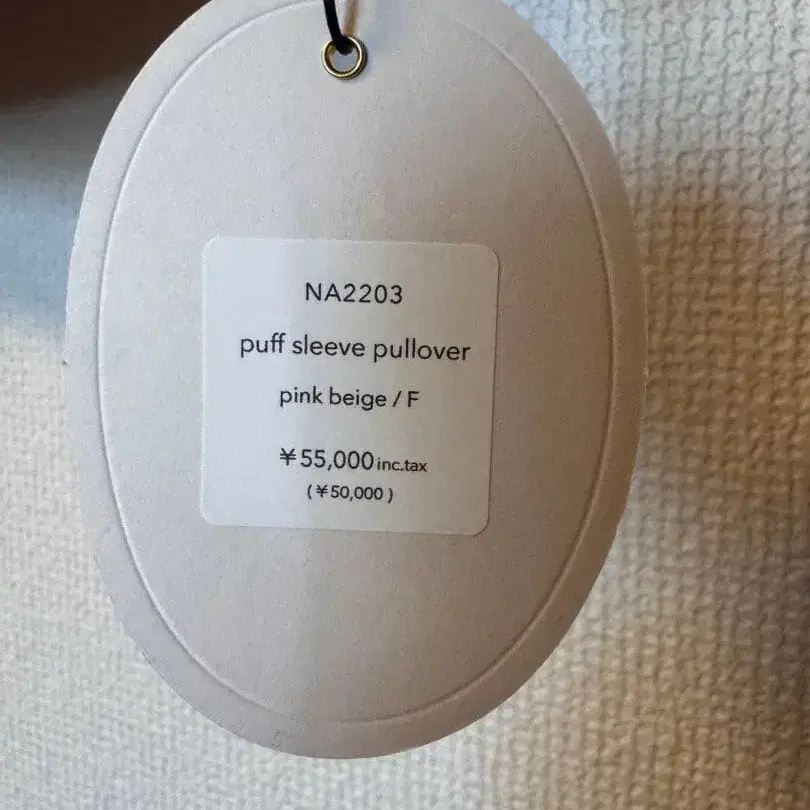 NA2203
puff sleeve pullover
pink beige / F
￥55,000 inc.tax
(￥50,000)